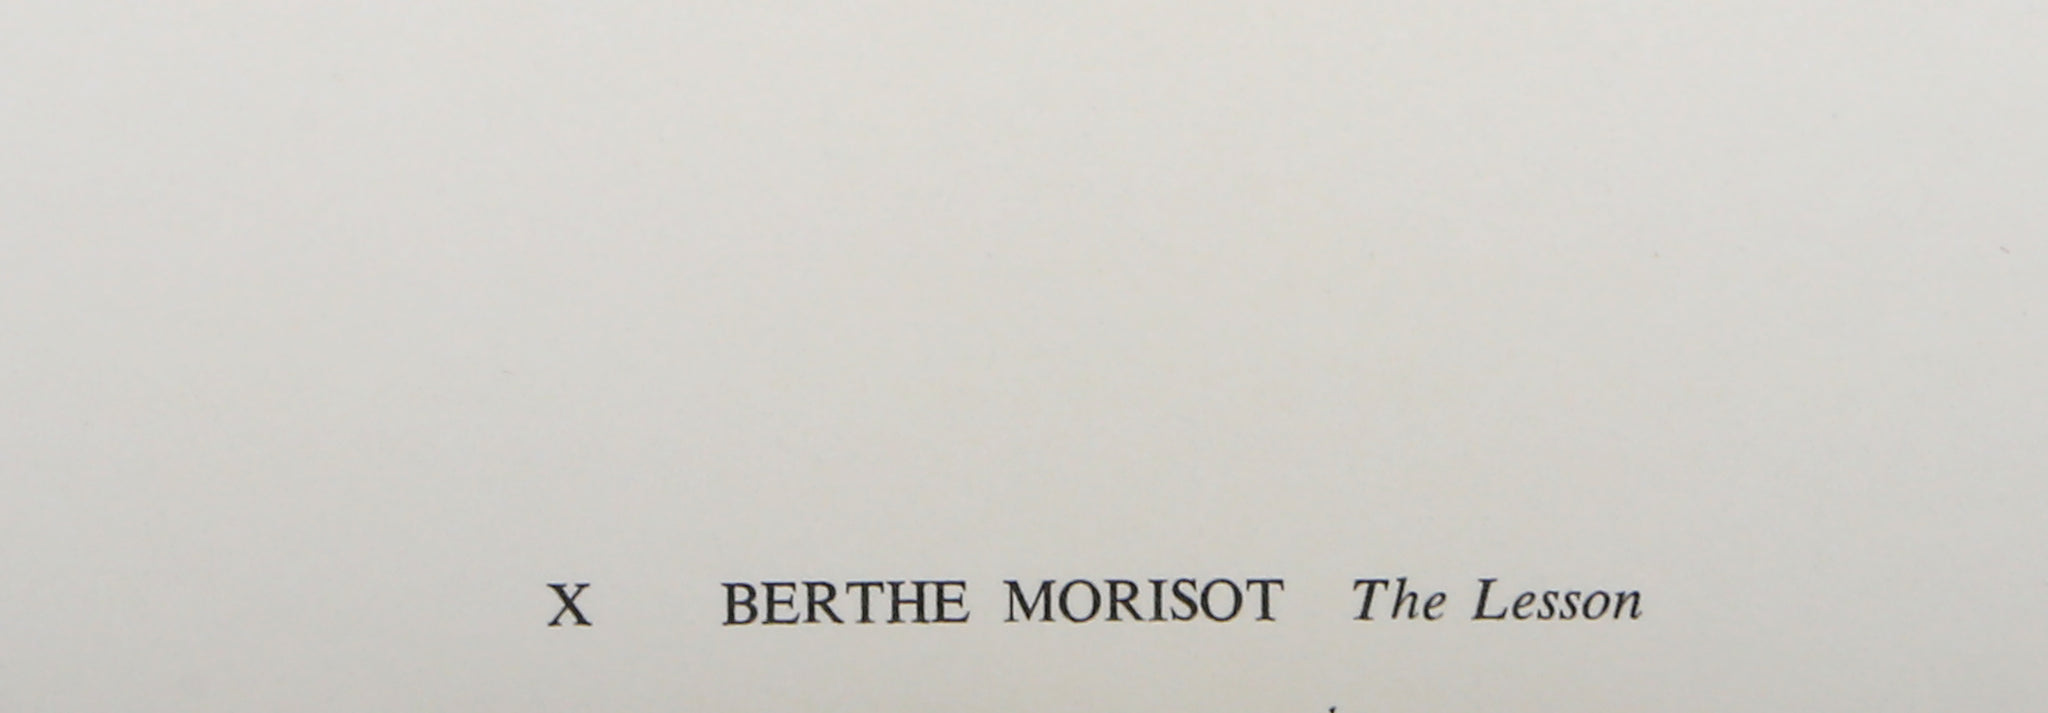 X BERTHE MORISOT The Lesson